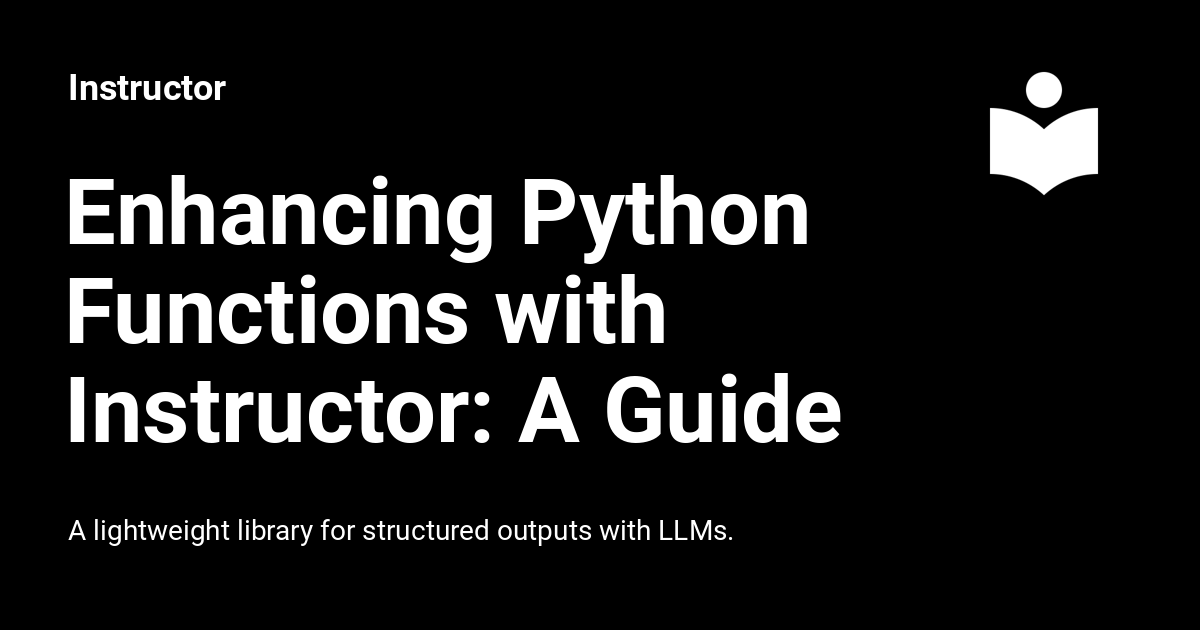 Instructor
Enhancing Python
Functions with
Instructor: A Guide
A lightweight library for structured outputs with LLMs.